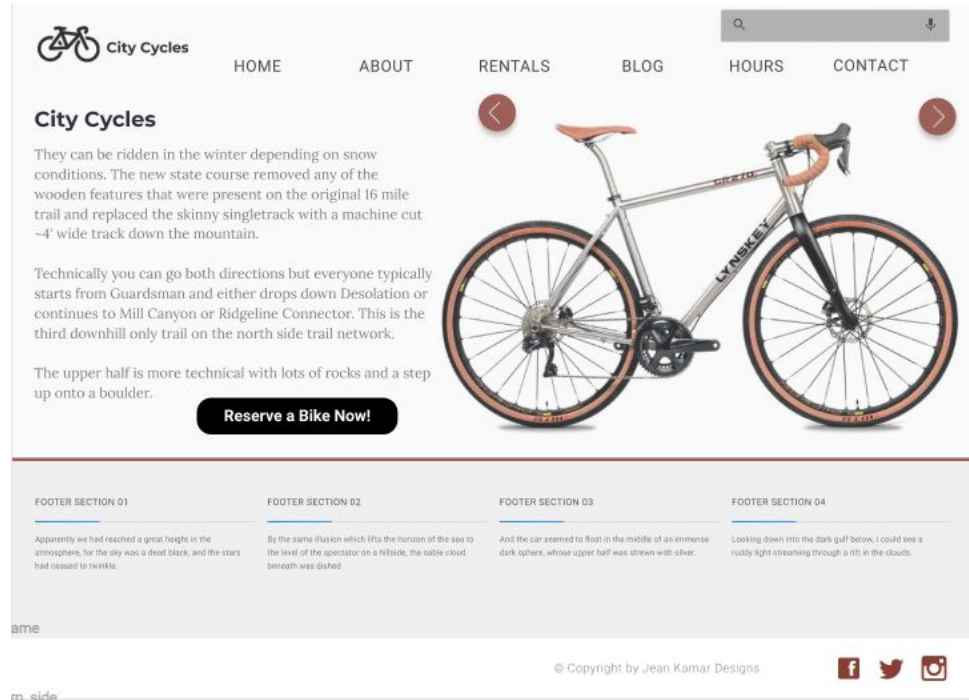 City Cycles
HOME ABOUT RENTALS BLOG HOURS CONTACT
City Cycles
They can be ridden in the winter depending on snow
conditions. The new state course removed any of the
wooden features that were present on the original 16 mile
trail and replaced the skinny singletrack with a machine cut
~4' wide track down the mountain.
Technically you can go both directions but everyone typically
starts from Guardsman and either drops down Desolation or
continues to Mill Canyon or Ridgeline Connector. This is the
third downhill only trail on the north side trail network.
The upper half is more technical with lots of rocks and a step
up onto a boulder.
Reserve a Bike Now!
LYNSKEY
FOOTER SECTION 01
Apparently we had reached a great height in the
atmosphere, for the sky was a dead black, and the stars
had ceased to twinkle.
FOOTER SECTION 02
By the same illusion which lifts the horizon of the sea to
the level of the spectator on a hillside, the sable cloud
beneath was dished
FOOTER SECTION 03
And the car seemed to float in the middle of an immense
dark sphere, whose upper half was strewn with silver.
FOOTER SECTION 04
Looking down into the dark gulf below, I could see a
ruddy light streaming through a rift in the clouds.
ame
© Copyright by Jean Kamar Designs
m_side